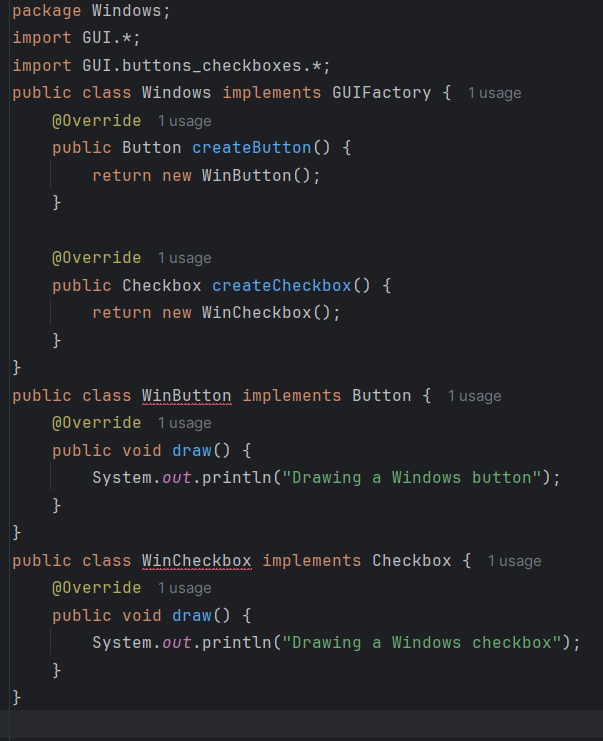 package Windows;
import GUI.*;
import GUI.buttons_checkboxes.*;
public class Windows implements GUIFactory {  1 usage
    @Override  1 usage
    public Button createButton() {
        return new WinButton();
    }

    @Override  1 usage
    public Checkbox createCheckbox() {
        return new WinCheckbox();
    }
}
public class WinButton implements Button {  1 usage
    @Override  1 usage
    public void draw() {
        System.out.println("Drawing a Windows button");
    }
}
public class WinCheckbox implements Checkbox {  1 usage
    @Override  1 usage
    public void draw() {
        System.out.println("Drawing a Windows checkbox");
    }
}